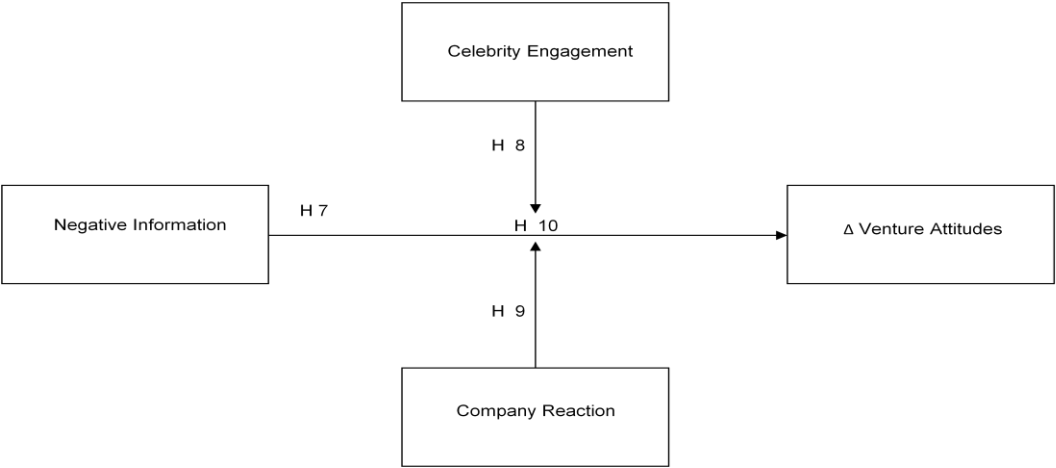 Celebrity Engagement
H 8
Negative Information
H 7
H 10
Δ Venture Attitudes
H 9
Company Reaction